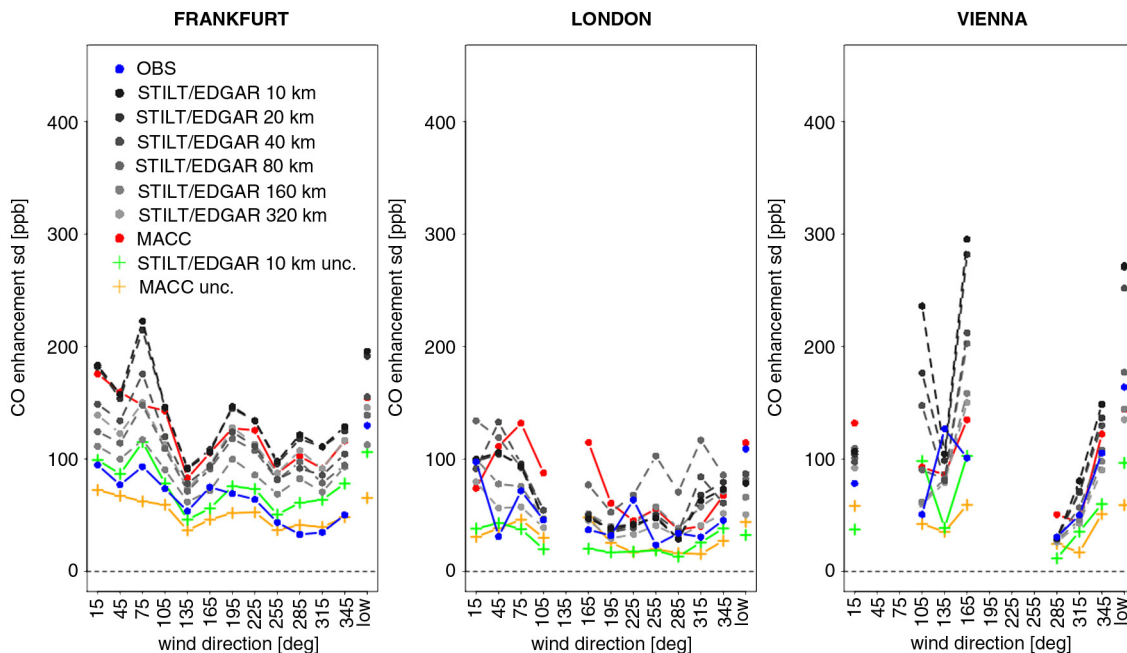 FRANKFURT
CO enhancement sd [ppb]
400
300
200
100
0
OBS
STILT/EDGAR 10 km
STILT/EDGAR 20 km
STILT/EDGAR 40 km
STILT/EDGAR 80 km
STILT/EDGAR 160 km
STILT/EDGAR 320 km
MACC
STILT/EDGAR 10 km unc.
MACC unc.
15 45 75 105 135 165 195 225 255 285 315 345 low
wind direction [deg]
LONDON
CO enhancement sd [ppb]
400
300
200
100
0
15 45 75 105 135 165 195 225 255 285 315 345 low
wind direction [deg]
VIENNA
CO enhancement sd [ppb]
400
300
200
100
0
15 45 75 105 135 165 195 225 255 285 315 345 low
wind direction [deg]